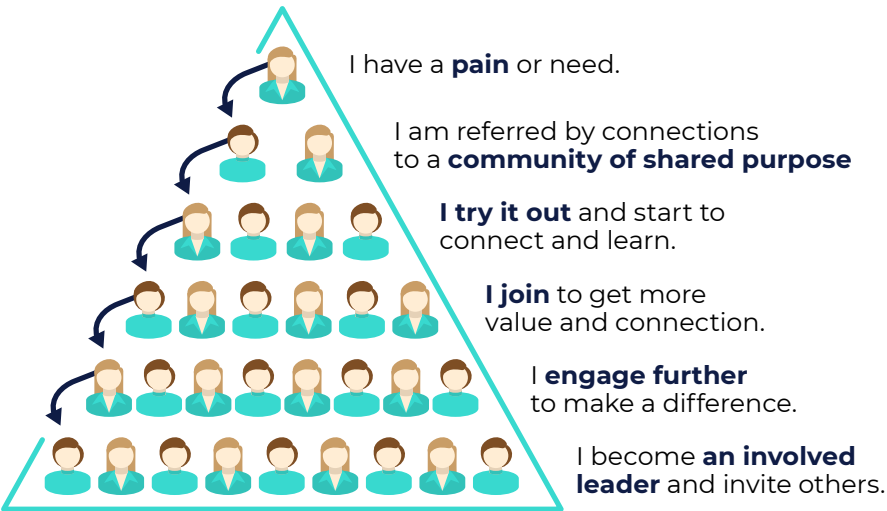 I have a pain or need.
I am referred by connections
to a community of shared purpose
I try it out and start to
connect and learn.
I join to get more
value and connection.
I engage further
to make a difference.
I become an involved
leader and invite others.